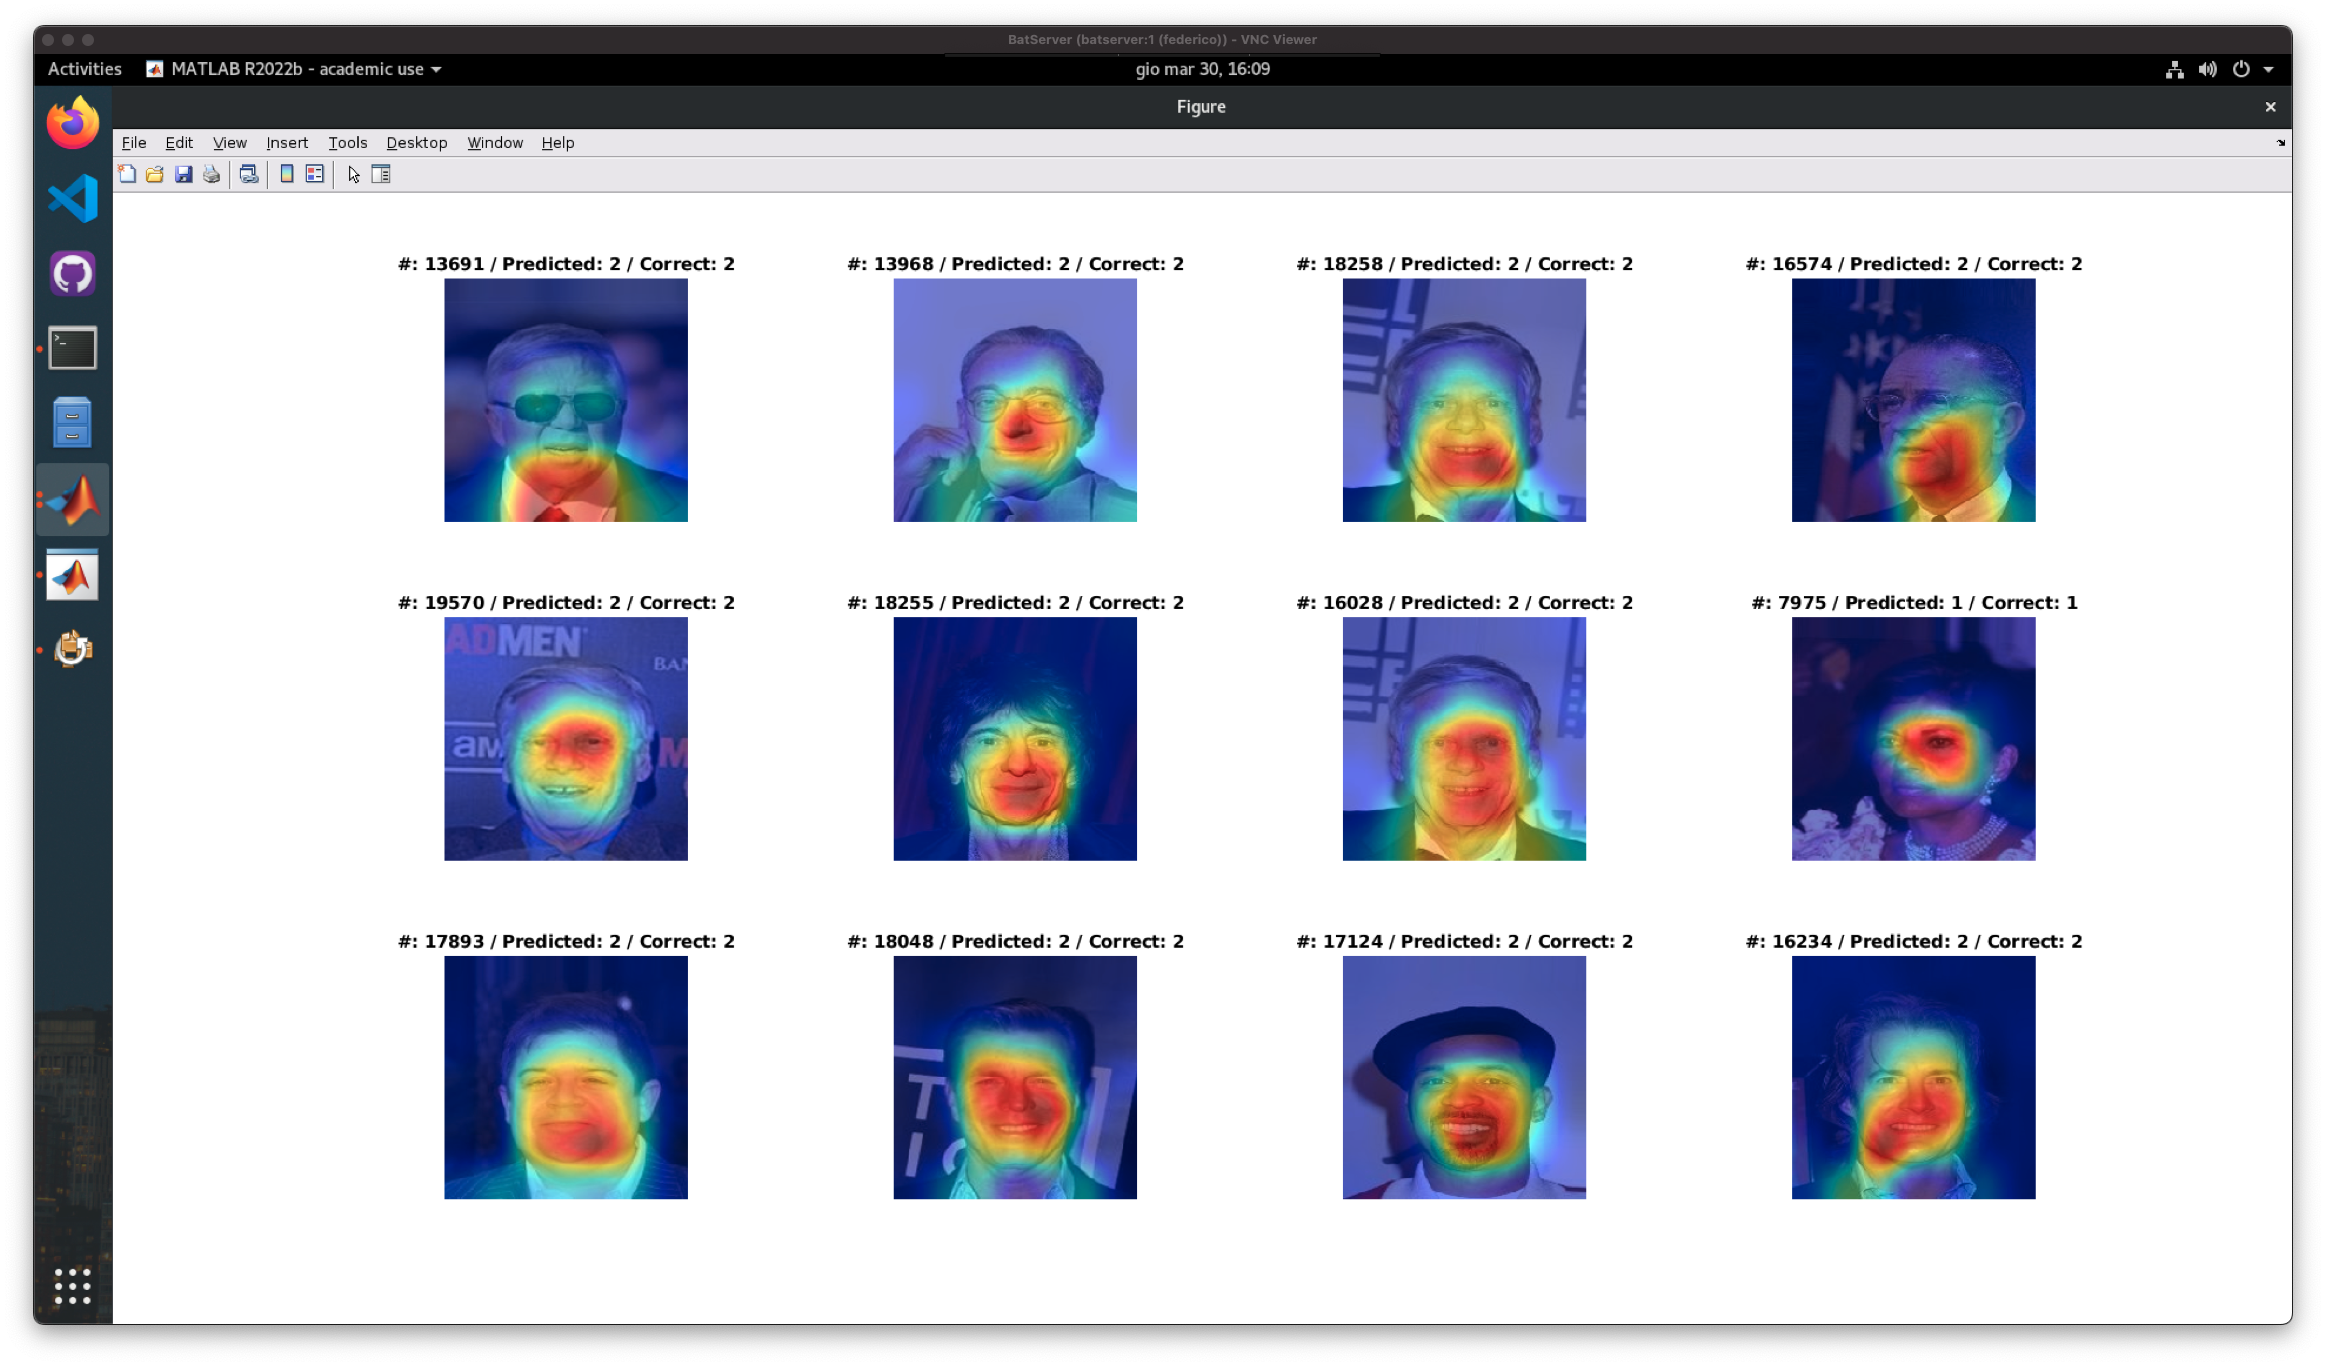 BatServer (batserver:1 (federico)) - VNC Viewer
Activities MATLAB R2022b - academic use gio mar 30, 16:09
Figure
File Edit View Insert Tools Desktop Window Help
#: 13691 / Predicted: 2 / Correct: 2 #: 13968 / Predicted: 2 / Correct: 2 #: 18258 / Predicted: 2 / Correct: 2 #: 16574 / Predicted: 2 / Correct: 2
#: 19570 / Predicted: 2 / Correct: 2 #: 18255 / Predicted: 2 / Correct: 2 #: 16028 / Predicted: 2 / Correct: 2 #: 7975 / Predicted: 1 / Correct: 1
ADMEN
BAN
am
M
#: 17893 / Predicted: 2 / Correct: 2 #: 18048 / Predicted: 2 / Correct: 2 #: 17124 / Predicted: 2 / Correct: 2 #: 16234 / Predicted: 2 / Correct: 2